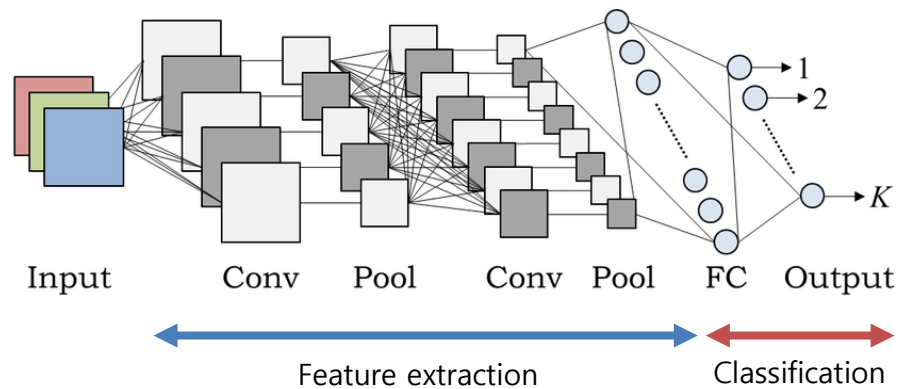 1
2
K
Input Conv Pool Conv Pool FC Output
Feature extraction Classification